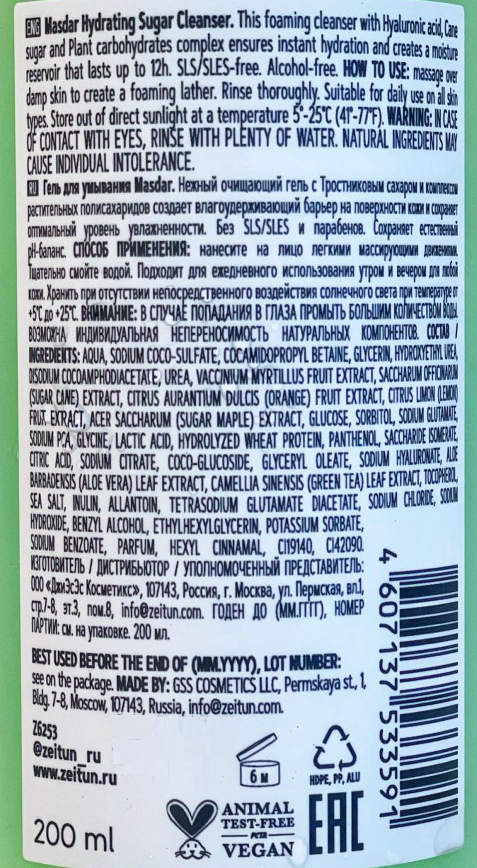 EN Masdar Hydrating Sugar Cleanser. This foaming cleanser with Hyaluronic acid, Cane
sugar and Plant carbohydrates complex ensures instant hydration and creates a moisture
reservoir that lasts up to 12h. SLS/SLES-free. Alcohol-free. HOW TO USE: massage over
damp skin to create a foaming lather. Rinse thoroughly. Suitable for daily use on all skin
types. Store out of direct sunlight at a temperature 5°-25°C (41°-77°F). WARNING: IN CASE
OF CONTACT WITH EYES, RINSE WITH PLENTY OF WATER. NATURAL INGREDIENTS MAY
CAUSE INDIVIDUAL INTOLERANCE.
RU Гель для умывания Masdar. Нежный очищающий гель с Тростниковым сахаром и комплексом
растительных полисахаридов создает влагоудерживающий барьер на поверхности кожи и сохраняет
оптимальный уровень увлажненности. Без SLS/SLES и парабенов. Сохраняет естественный
pH-баланс. СПОСОБ ПРИМЕНЕНИЯ: нанесите на лицо легкими массирующими движениями.
Тщательно смойте водой. Подходит для ежедневного использования утром и вечером для любой
кожи. Хранить при отсутствии непосредственного воздействия солнечного света при температуре от
+5°С до +25°С. ВНИМАНИЕ: В СЛУЧАЕ ПОПАДАНИЯ В ГЛАЗА ПРОМЫТЬ БОЛЬШИМ КОЛИЧЕСТВОМ ВОДЫ.
ВОЗМОЖНА ИНДИВИДУАЛЬНАЯ НЕПЕРЕНОСИМОСТЬ НАТУРАЛЬНЫХ КОМПОНЕНТОВ. СОСТАВ /
INGREDIENTS: AQUA, SODIUM COCO-SULFATE, COCAMIDOPROPYL BETAINE, GLYCERIN, HYDROXYETHYL UREA,
DISODIUM COCOAMPHODIACETATE, UREA, VACCINIUM MYRTILLUS FRUIT EXTRACT, SACCHARUM OFFICINARUM
(SUGAR CANE) EXTRACT, CITRUS AURANTIUM DULCIS (ORANGE) FRUIT EXTRACT, CITRUS LIMON (LEMON)
FRUIT EXTRACT, ACER SACCHARUM (SUGAR MAPLE) EXTRACT, GLUCOSE, SORBITOL, SODIUM GLUTAMATE,
SODIUM PCA, GLYCINE, LACTIC ACID, HYDROLYZED WHEAT PROTEIN, PANTHENOL, SACCHARIDE ISOMERATE,
CITRIC ACID, SODIUM CITRATE, COCO-GLUCOSIDE, GLYCERYL OLEATE, SODIUM HYALURONATE, ALOE
BARBADENSIS (ALOE VERA) LEAF EXTRACT, CAMELLIA SINENSIS (GREEN TEA) LEAF EXTRACT, TOCOPHEROL,
SEA SALT, INULIN, ALLANTOIN, TETRASODIUM GLUTAMATE DIACETATE, SODIUM CHLORIDE, SODIUM
HYDROXIDE, BENZYL ALCOHOL, ETHYLHEXYLGLYCERIN, POTASSIUM SORBATE,
SODIUM BENZOATE, PARFUM, HEXYL CINNAMAL, CI19140, CI42090.
ИЗГОТОВИТЕЛЬ / ДИСТРИБЬЮТОР / УПОЛНОМОЧЕННЫЙ ПРЕДСТАВИТЕЛЬ:
ООО «ДжиЭсЭс Косметикс», 107143, Россия, г. Москва, ул. Пермская, вл.1,
стр.7-8, эт.3, пом.8, info@zeitun.com. ГОДЕН ДО (ММ.ГГГГ), НОМЕР
ПАРТИИ: см. на упаковке. 200 мл.
BEST USED BEFORE THE END OF (MM.YYYY), LOT NUMBER:
see on the package. MADE BY: GSS COSMETICS LLC, Permskaya st., 1,
Bldg. 7-8, Moscow, 107143, Russia, info@zeitun.com.
Z6253
@zeitun_ru
www.zeitun.ru
200 ml
6 M
HDPE, PP, ALU
ANIMAL
TEST-FREE
PETA
VEGAN
EAC
4 607137 533591